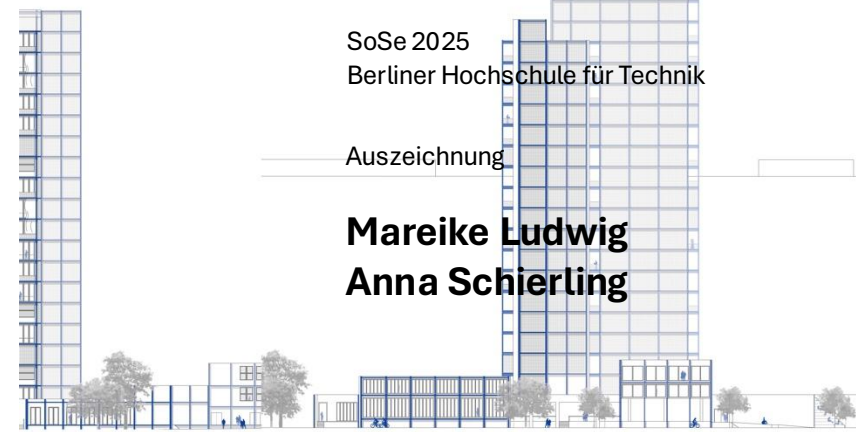 SoSe 2025
Berliner Hochschule für Technik
Auszeichnung
Mareike Ludwig
Anna Schierling